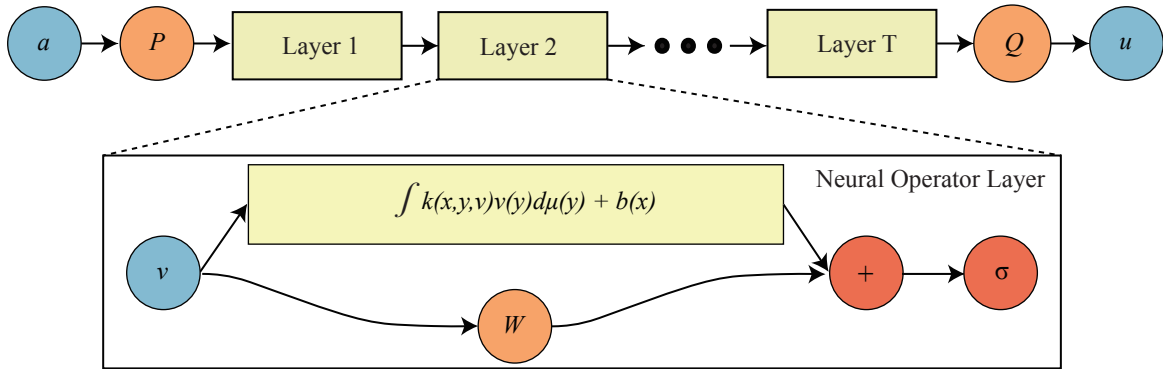 a P Layer 1 Layer 2 Layer T Q u
Neural Operator Layer
∫ k(x,y,v)v(y)dμ(y) + b(x)
v + σ
W